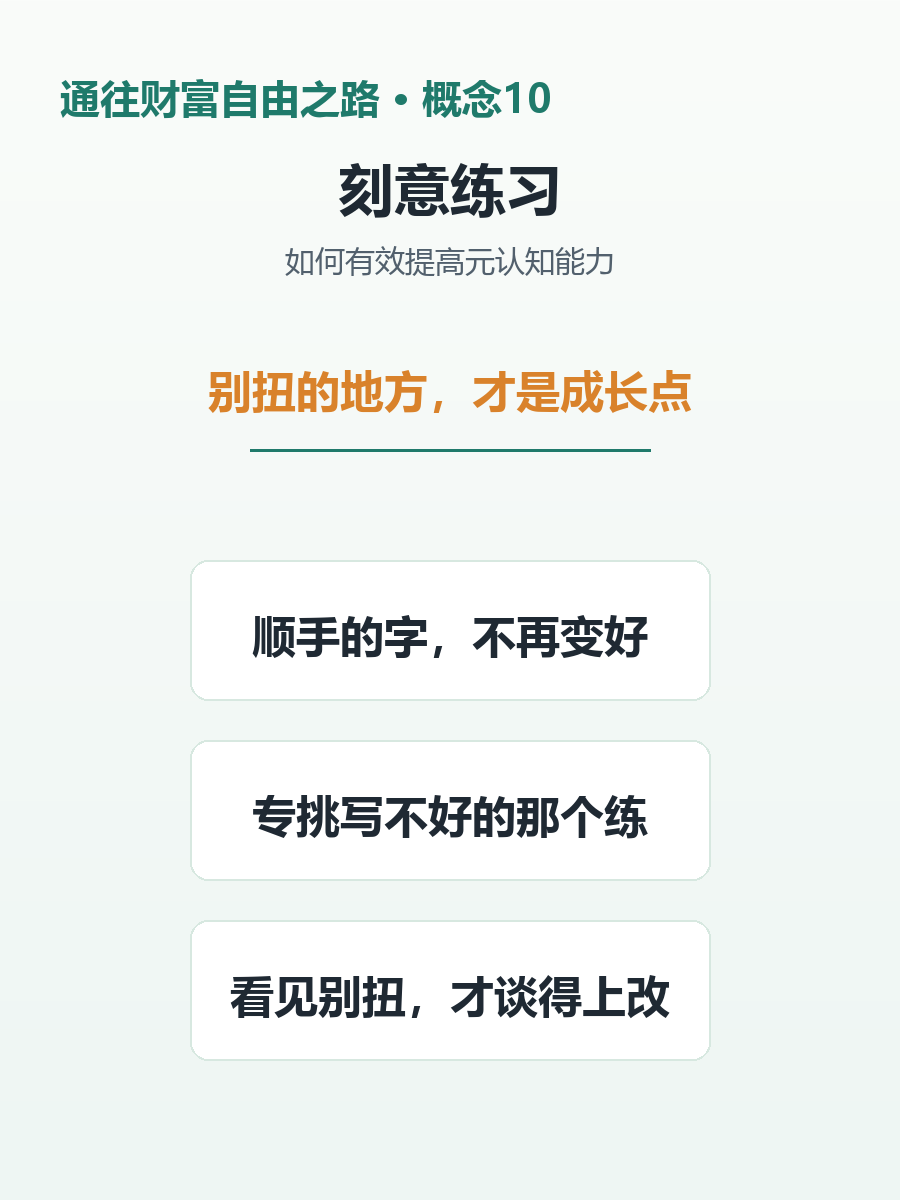 通往财富自由之路 • 概念10
刻意练习
如何有效提高元认知能力
别扭的地方，才是成长点
顺手的字，不再变好
专挑写不好的那个练
看见别扭，才谈得上改